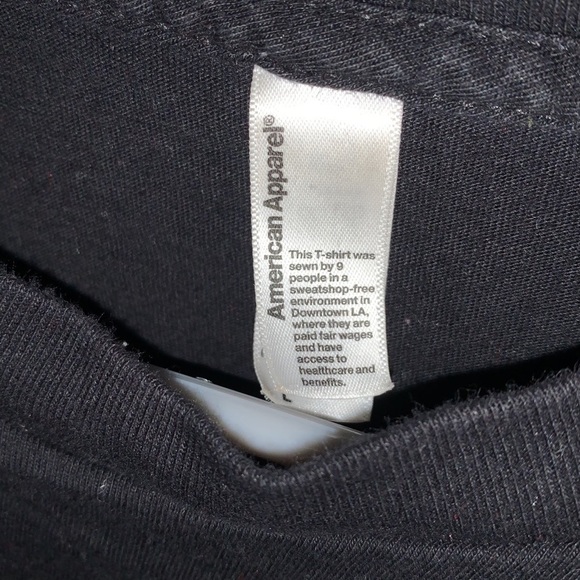 American Apparel®
This T-shirt was
sewn by 9
people in a
sweatshop-free
environment in
Downtown LA,
where they are
paid fair wages
and have
access to
healthcare and
benefits.